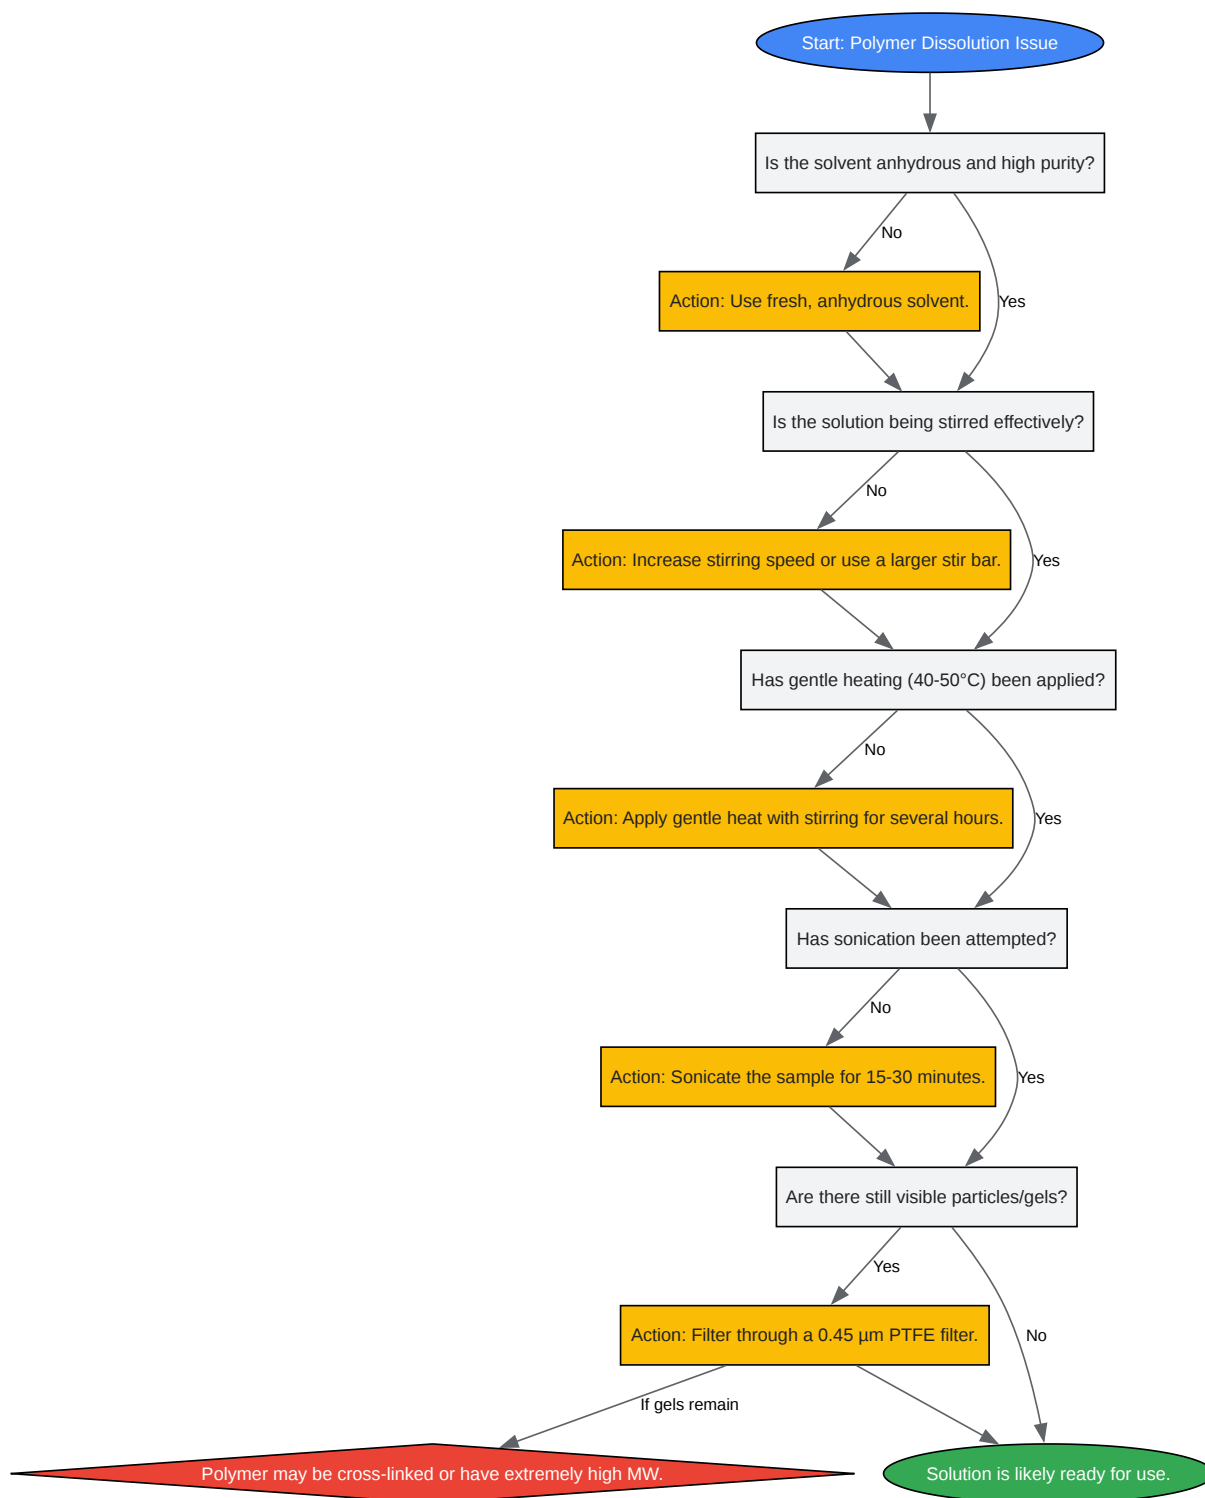 Start: Polymer Dissolution Issue
Is the solvent anhydrous and high purity?
No
Action: Use fresh, anhydrous solvent.
Yes
Is the solution being stirred effectively?
No
Action: Increase stirring speed or use a larger stir bar.
Yes
Has gentle heating (40-50°C) been applied?
No
Action: Apply gentle heat with stirring for several hours.
Yes
Has sonication been attempted?
No
Action: Sonicate the sample for 15-30 minutes.
Yes
Are there still visible particles/gels?
Yes
Action: Filter through a 0.45 µm PTFE filter.
No
If gels remain
Polymer may be cross-linked or have extremely high MW.
Solution is likely ready for use.